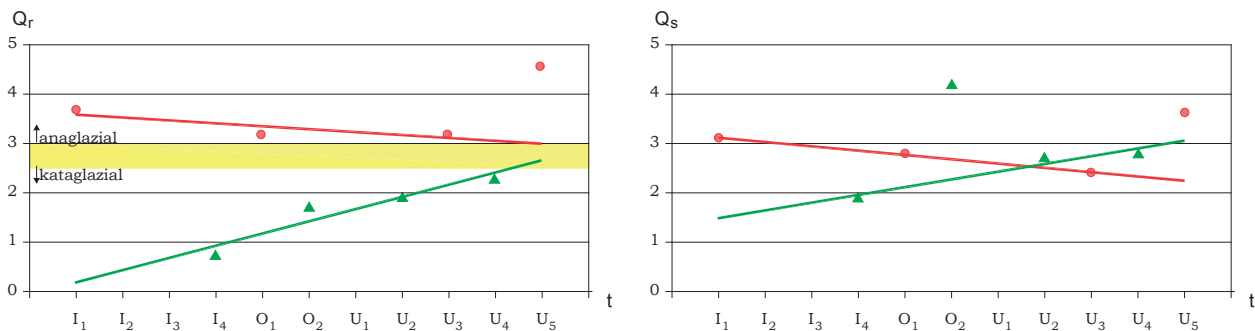 Qᵣ
5
4
3
2
1
0
anaglazial
kataglazial
I₁ I₂ I₃ I₄ O₁ O₂ U₁ U₂ U₃ U₄ U₅
t
Qₛ
5
4
3
2
1
0
I₁ I₂ I₃ I₄ O₁ O₂ U₁ U₂ U₃ U₄ U₅
t